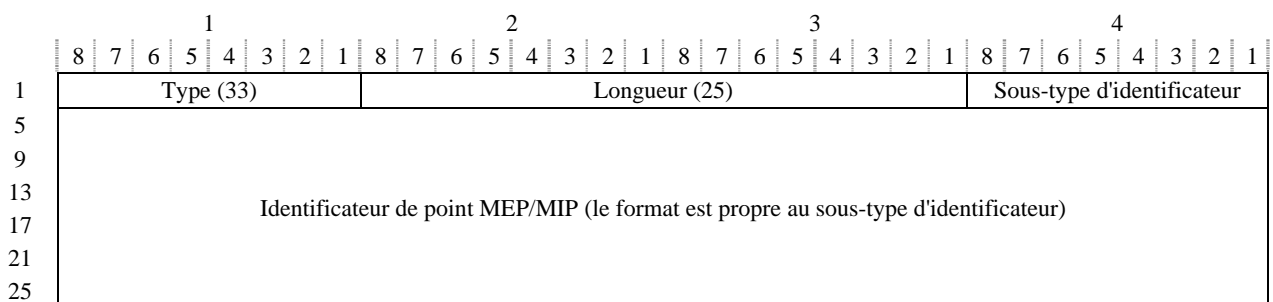 1 2 3 4
8 7 6 5 4 3 2 1 8 7 6 5 4 3 2 1 8 7 6 5 4 3 2 1 8 7 6 5 4 3 2 1
1 Type (33) Longueur (25) Sous-type d'identificateur
5
9
13
Identificateur de point MEP/MIP (le format est propre au sous-type d'identificateur)
17
21
25